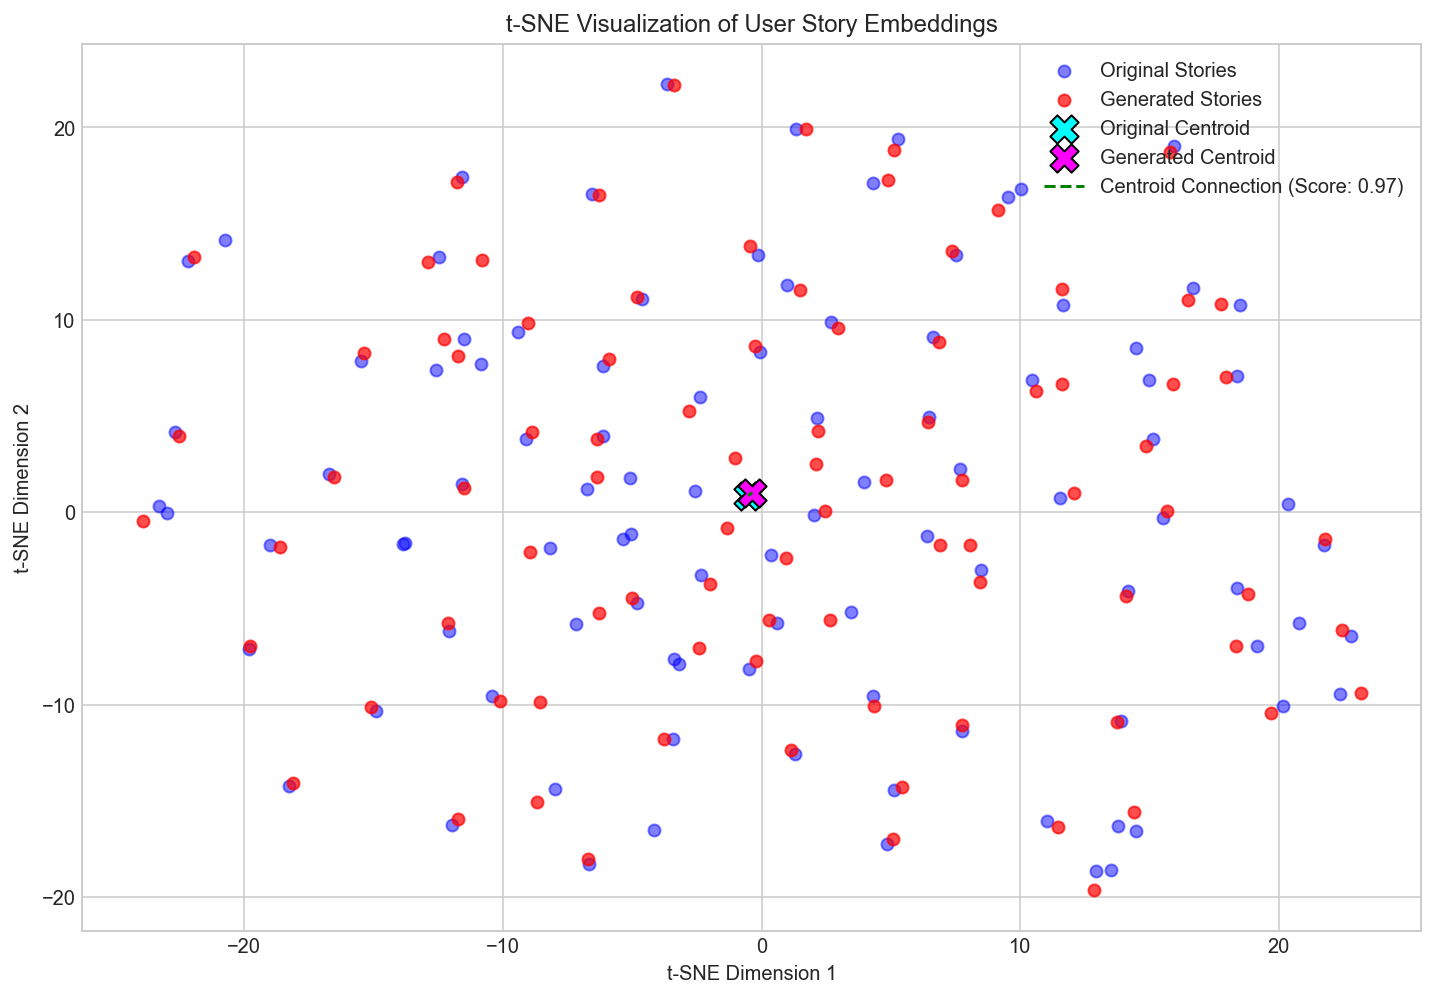 t-SNE Visualization of User Story Embeddings
Original Stories
Generated Stories
Original Centroid
Generated Centroid
Centroid Connection (Score: 0.97)
t-SNE Dimension 2
20
10
0
−10
−20
−20
−10
0
10
20
t-SNE Dimension 1